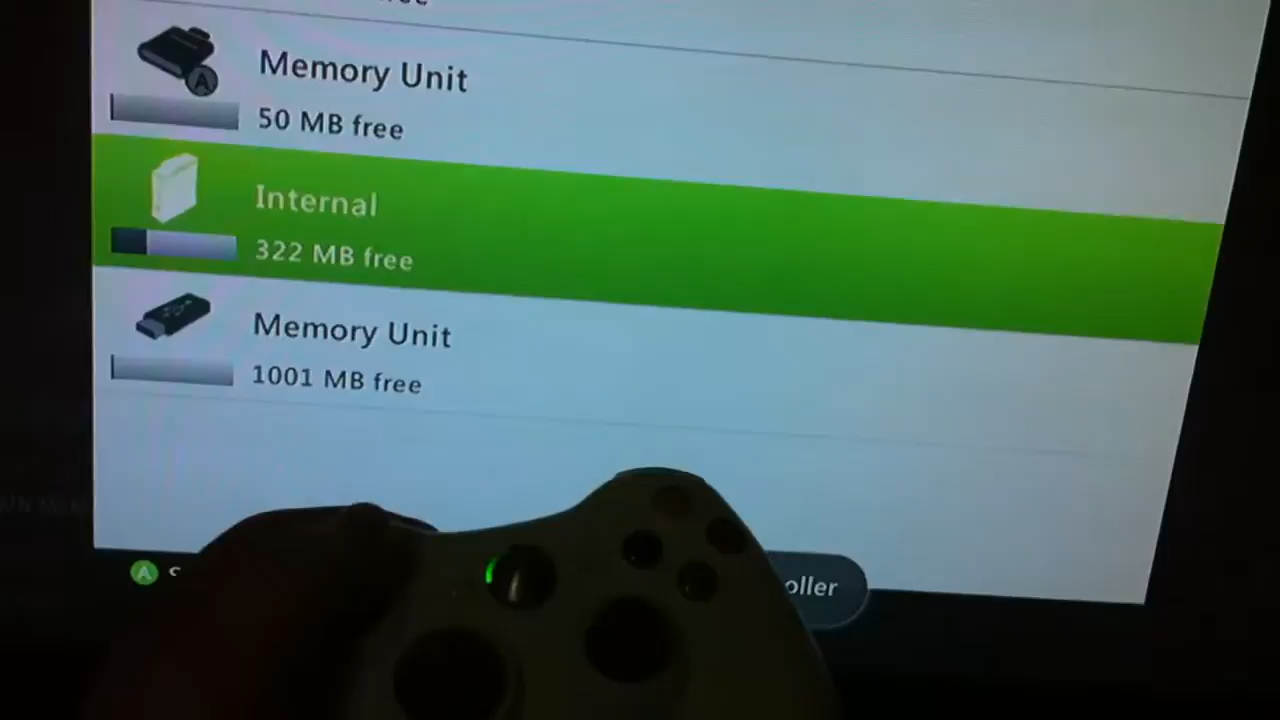 Memory Unit
A
50 MB free
Internal
322 MB free
Memory Unit
1001 MB free
A
oller